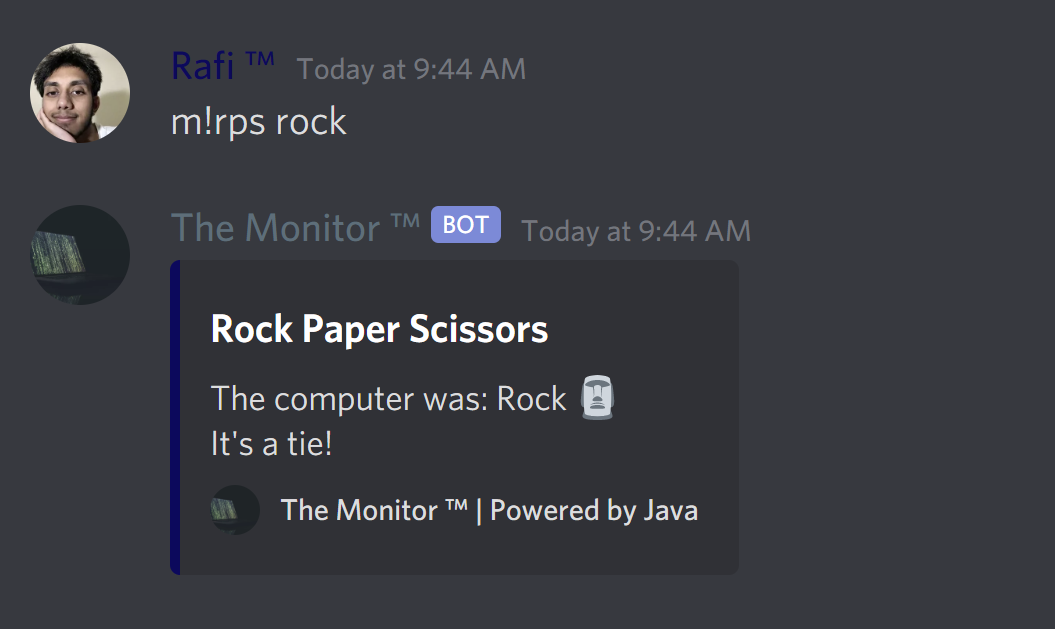 Rafi ™ Today at 9:44 AM
m!rps rock
The Monitor ™ BOT Today at 9:44 AM
Rock Paper Scissors
The computer was: Rock 🗿
It's a tie!
The Monitor ™ | Powered by Java